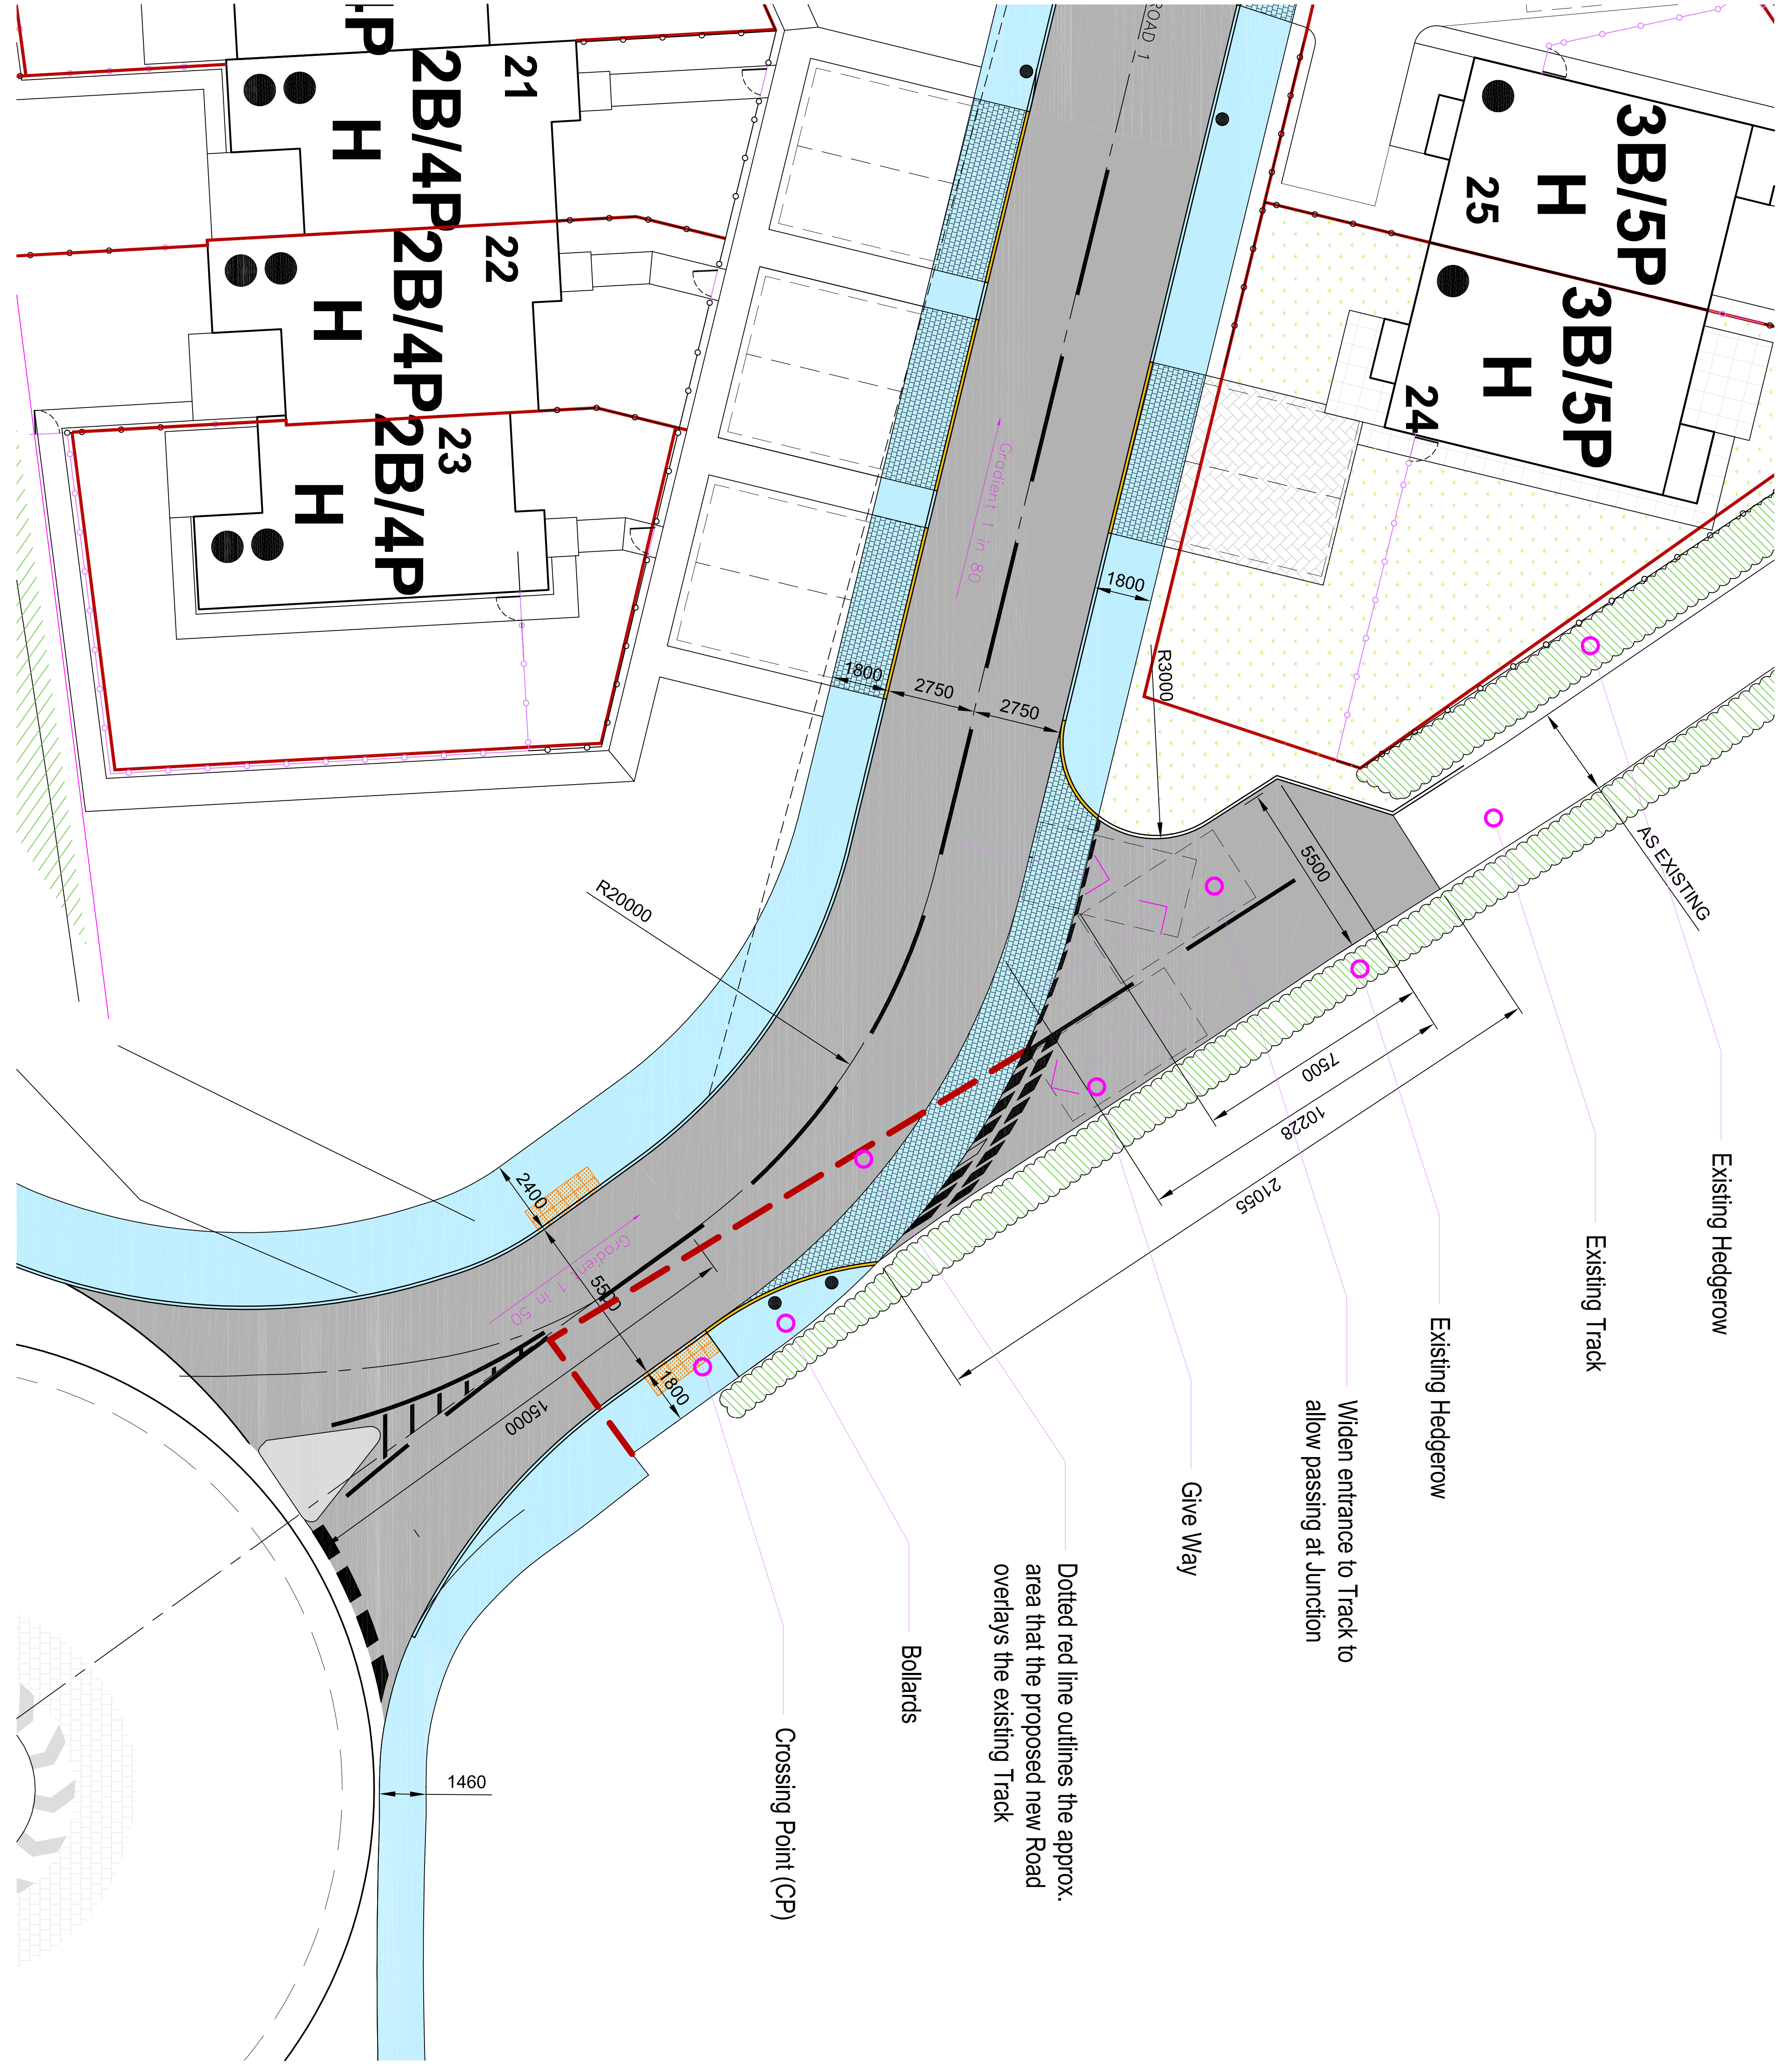 ROAD 1
4P
21
2B/4P
H
22
2B/4P
H
23
2B/4P
H
3B/5P
H
25
3B/5P
H
24
Gradient 1 in 80
1800
R3000
1800
2750
2750
AS EXISTING
5500
R20000
7500
10228
21055
2400
Gradient 1 in 50
5500
1800
15000
1460
Existing Hedgerow
Existing Track
Existing Hedgerow
Widen entrance to Track to
allow passing at Junction
Give Way
Dotted red line outlines the approx.
area that the proposed new Road
overlays the existing Track
Bollards
Crossing Point (CP)